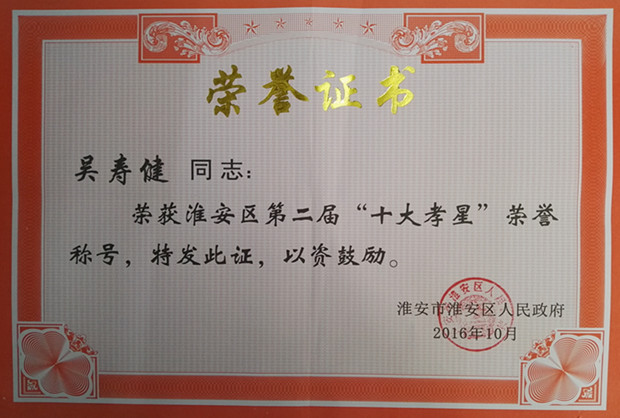 荣誉证书
吴寿健 同志：
荣获淮安区第二届“十大孝星”荣誉
称号，特发此证，以资鼓励。
淮安市淮安区人民政府
2016年10月